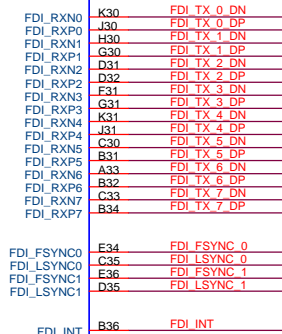 FDI_RXN0 K30 FDI_TX_0_DN
FDI_RXP0 J30 FDI_TX_0_DP
FDI_RXN1 H30 FDI_TX_1_DN
FDI_RXP1 G30 FDI_TX_1_DP
FDI_RXN2 D31 FDI_TX_2_DN
FDI_RXP2 D32 FDI_TX_2_DP
FDI_RXN3 F31 FDI_TX_3_DN
FDI_RXP3 G31 FDI_TX_3_DP
FDI_RXN4 K31 FDI_TX_4_DN
FDI_RXP4 J31 FDI_TX_4_DP
FDI_RXN5 C30 FDI_TX_5_DN
FDI_RXP5 B31 FDI_TX_5_DP
FDI_RXN6 A33 FDI_TX_6_DN
FDI_RXP6 B32 FDI_TX_6_DP
FDI_RXN7 C33 FDI_TX_7_DN
FDI_RXP7 B34 FDI_TX_7_DP
FDI_FSYNC0 E34 FDI_FSYNC_0
FDI_LSYNC0 C35 FDI_LSYNC_0
FDI_FSYNC1 E36 FDI_FSYNC_1
FDI_LSYNC1 D35 FDI_LSYNC_1
FDI_INT B36 FDI_INT